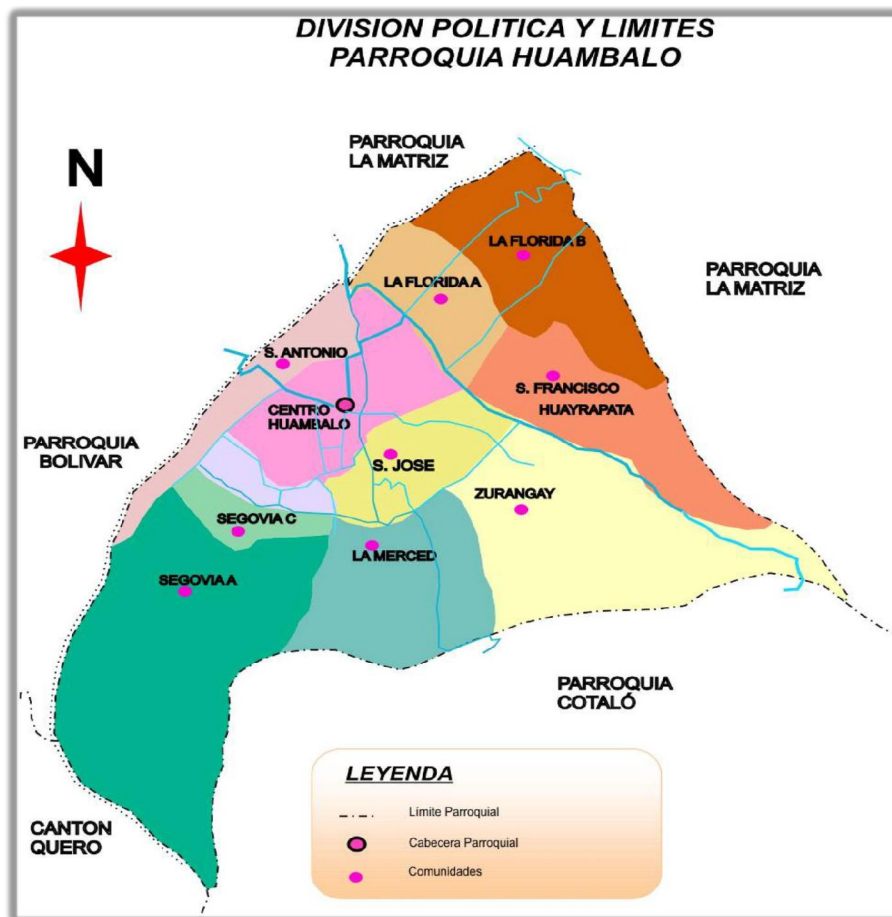 DIVISION POLITICA Y LIMITES
PARROQUIA HUAMBALO
PARROQUIA
LA MATRIZ
N
LA FLORIDA B
PARROQUIA
LA MATRIZ
LA FLORIDA A
S. ANTONIO
S. FRANCISCO
HUAYRAPATA
CENTRO
HUAMBALO
PARROQUIA
BOLIVAR
S. JOSE
ZURANGAY
SEGOVIA C
LA MERCED
SEGOVIA A
PARROQUIA
COTALÓ
LEYENDA
Límite Parroquial
Cabecera Parroquial
Comunidades
CANTON
QUERO